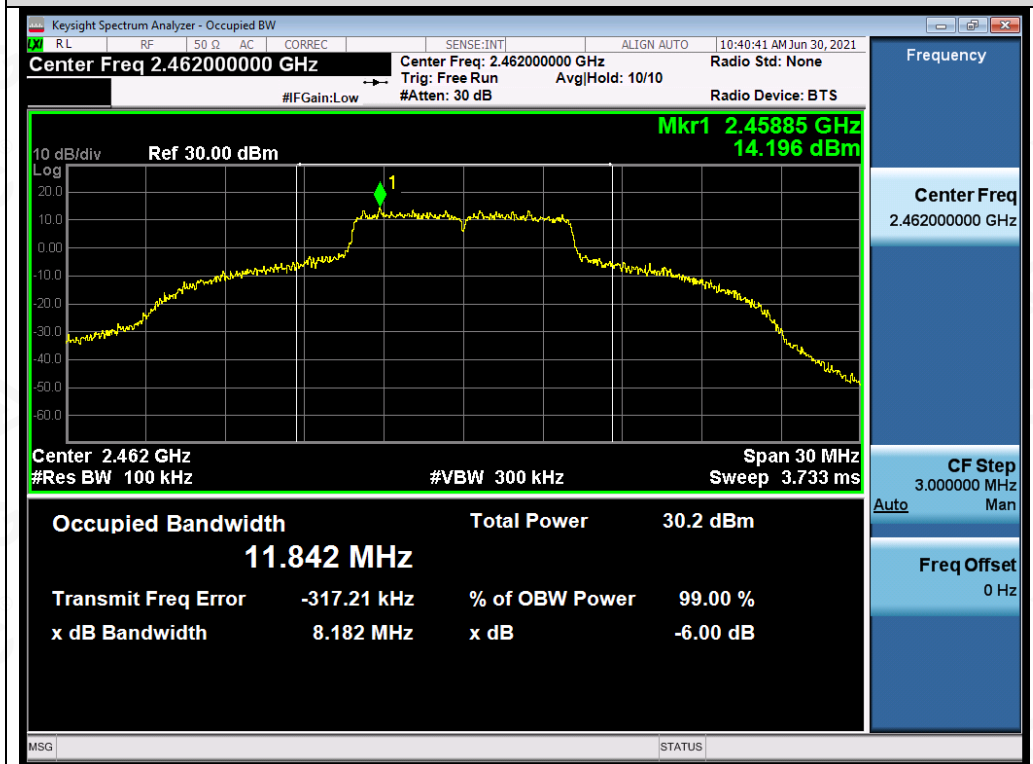 Keysight Spectrum Analyzer - Occupied BW
LXI RL RF 50 Ω AC CORREC SENSE:INT ALIGN AUTO 10:40:41 AM Jun 30, 2021
Center Freq 2.462000000 GHz
Center Freq: 2.462000000 GHz Radio Std: None
Trig: Free Run Avg|Hold: 10/10
#IFGain:Low #Atten: 30 dB Radio Device: BTS
Mkr1 2.45885 GHz
14.196 dBm
10 dB/div Ref 30.00 dBm
Log
1
20.0
10.0
0.00
-10.0
-20.0
-30.0
-40.0
-50.0
-60.0
Center 2.462 GHz Span 30 MHz
#Res BW 100 kHz #VBW 300 kHz Sweep 3.733 ms
Occupied Bandwidth Total Power 30.2 dBm
11.842 MHz
Transmit Freq Error -317.21 kHz % of OBW Power 99.00 %
x dB Bandwidth 8.182 MHz x dB -6.00 dB
Frequency
Center Freq
2.462000000 GHz
CF Step
3.000000 MHz
Auto Man
Freq Offset
0 Hz
MSG STATUS